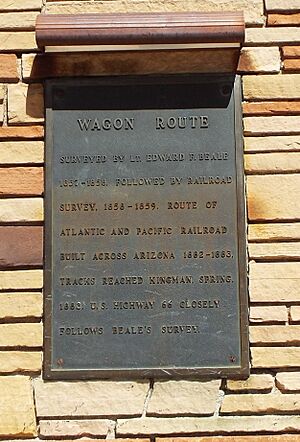 WAGON ROUTE
SURVEYED BY LT. EDWARD F. BEALE
1857-1858, FOLLOWED BY RAILROAD
SURVEY, 1858-1859. ROUTE OF
ATLANTIC AND PACIFIC RAILROAD
BUILT ACROSS ARIZONA 1882-1883,
TRACKS REACHED KINGMAN, SPRING,
1883. U.S. HIGHWAY 66 CLOSELY
FOLLOWS BEALE'S SURVEY.